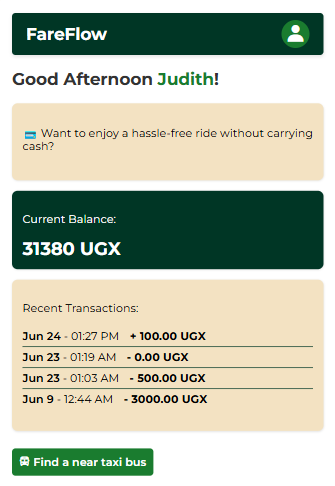 FareFlow
Good Afternoon Judith!
Want to enjoy a hassle-free ride without carrying
cash?
Current Balance:
31380 UGX
Recent Transactions:
Jun 24 - 01:27 PM + 100.00 UGX
Jun 23 - 01:19 AM - 0.00 UGX
Jun 23 - 01:03 AM - 500.00 UGX
Jun 9 - 12:44 AM - 3000.00 UGX
Find a near taxi bus